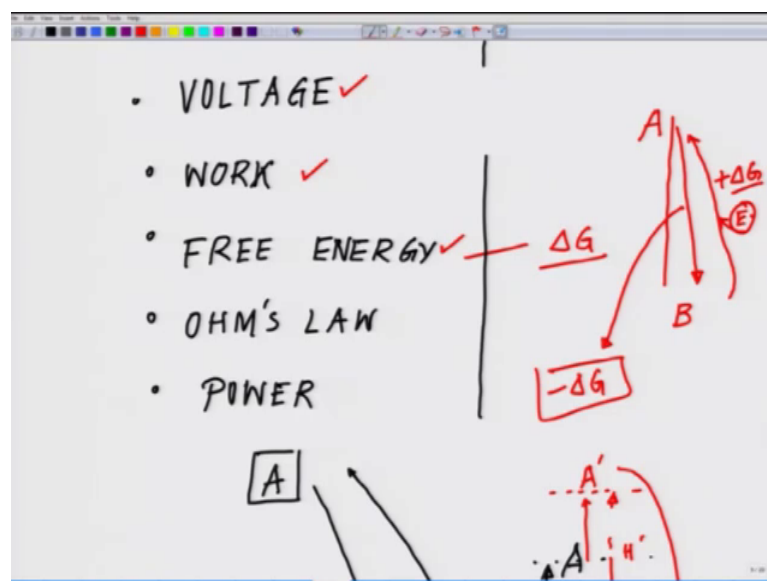 • VOLTAGE ✓
• WORK ✓
• FREE ENERGY ✓
• OHM'S LAW
• POWER
ΔG
A
+ΔG
E
B
-ΔG
A
A'
A
H'